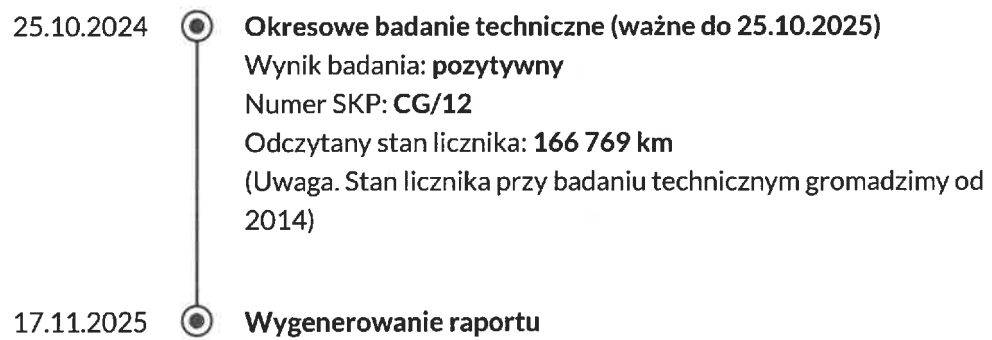 25.10.2024 Okresowe badanie techniczne (ważne do 25.10.2025)
Wynik badania: pozytywny
Numer SKP: CG/12
Odczytany stan licznika: 166 769 km
(Uwaga. Stan licznika przy badaniu technicznym gromadzimy od
2014)
17.11.2025 Wygenerowanie raportu